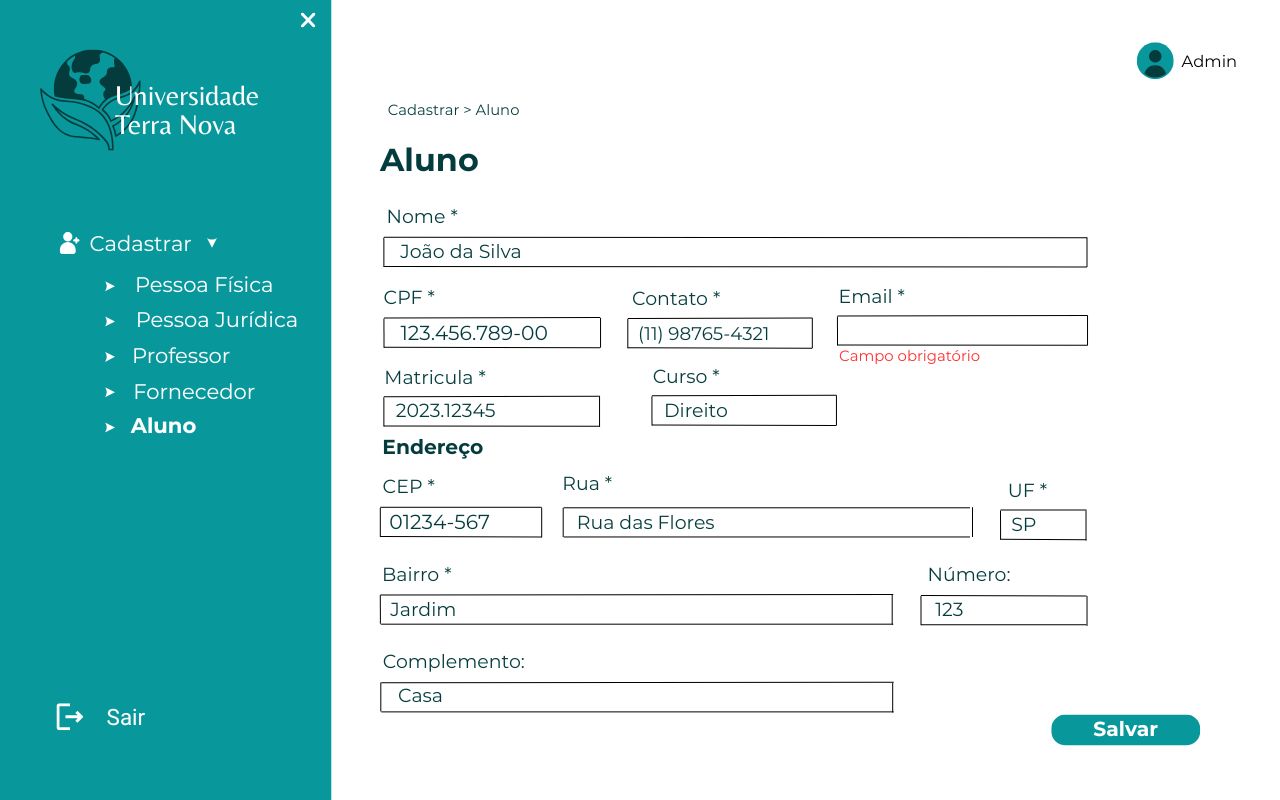 Universidade
Terra Nova
Cadastrar
Pessoa Física
Pessoa Jurídica
Professor
Fornecedor
Aluno
Sair
Admin
Cadastrar > Aluno
Aluno
Nome *
João da Silva
CPF * Contato * Email *
123.456.789-00 (11) 98765-4321
Campo obrigatório
Matricula * Curso *
2023.12345 Direito
Endereço
CEP * Rua * UF *
01234-567 Rua das Flores SP
Bairro * Número:
Jardim 123
Complemento:
Casa
Salvar